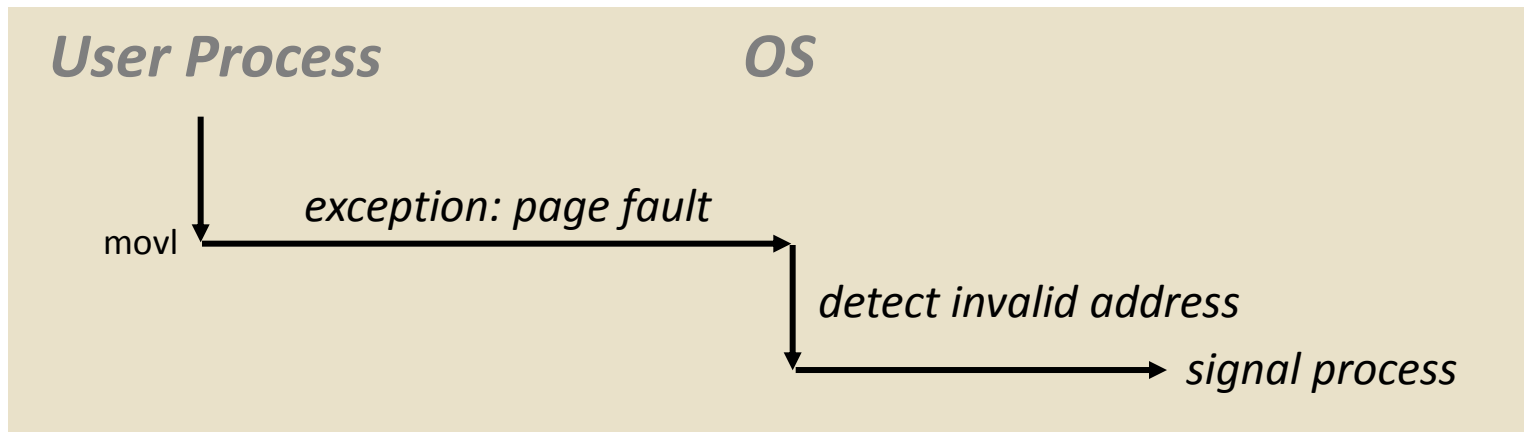 User Process
OS
exception: page fault
movl
detect invalid address
signal process